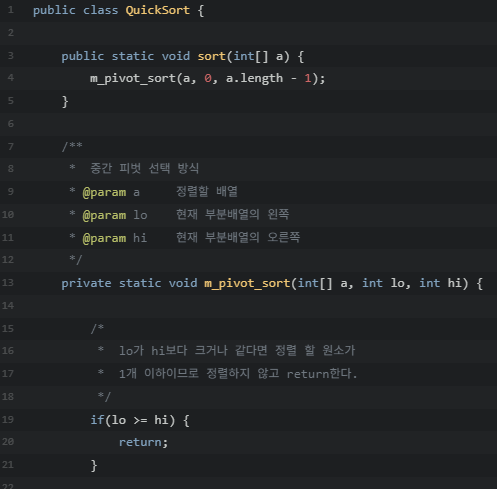 1 public class QuickSort {
2
3 public static void sort(int[] a) {
4 m_pivot_sort(a, 0, a.length - 1);
5 }
6
7 /**
8 * 중간 피벗 선택 방식
9 * @param a 정렬할 배열
10 * @param lo 현재 부분배열의 왼쪽
11 * @param hi 현재 부분배열의 오른쪽
12 */
13 private static void m_pivot_sort(int[] a, int lo, int hi) {
14
15 /*
16 * lo가 hi보다 크거나 같다면 정렬 할 원소가
17 * 1개 이하이므로 정렬하지 않고 return한다.
18 */
19 if(lo >= hi) {
20 return;
21 }
22